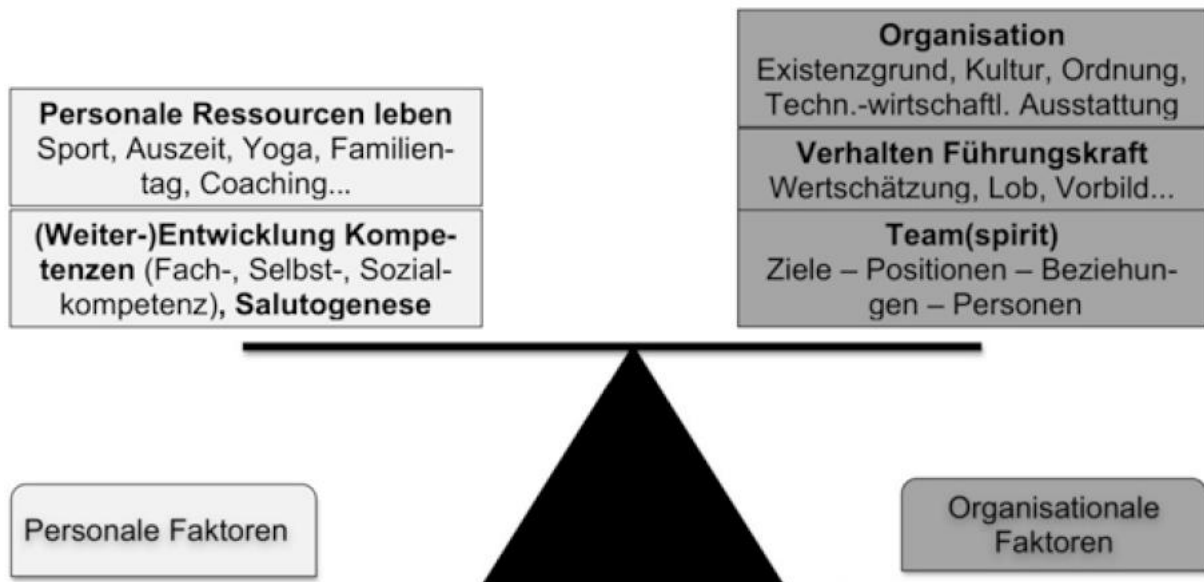 Personale Ressourcen leben
Sport, Auszeit, Yoga, Familien-
tag, Coaching...
(Weiter-)Entwicklung Kompe-
tenzen (Fach-, Selbst-, Sozial-
kompetenz), Salutogenese
Organisation
Existenzgrund, Kultur, Ordnung,
Techn.-wirtschaftl. Ausstattung
Verhalten Führungskraft
Wertschätzung, Lob, Vorbild...
Team(spirit)
Ziele – Positionen – Beziehun-
gen – Personen
Personale Faktoren
Organisationale
Faktoren